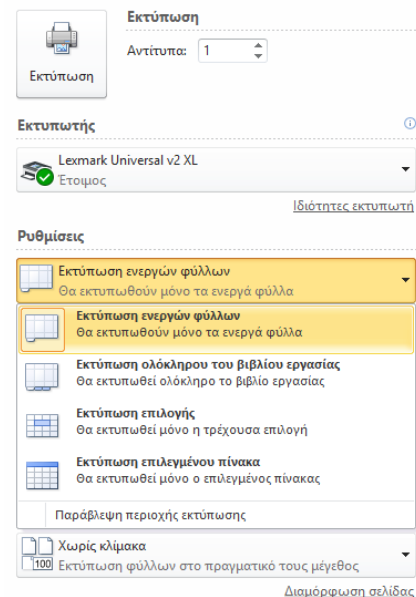 Εκτύπωση
Αντίτυπα: 1
Εκτύπωση
Εκτυπωτής
Lexmark Universal v2 XL
Έτοιμος
Ιδιότητες εκτυπωτή
Ρυθμίσεις
Εκτύπωση ενεργών φύλλων
Θα εκτυπωθούν μόνο τα ενεργά φύλλα
Εκτύπωση ενεργών φύλλων
Θα εκτυπωθούν μόνο τα ενεργά φύλλα
Εκτύπωση ολόκληρου του βιβλίου εργασίας
Θα εκτυπωθεί ολόκληρο το βιβλίο εργασίας
Εκτύπωση επιλογής
Θα εκτυπωθεί μόνο η τρέχουσα επιλογή
Εκτύπωση επιλεγμένου πίνακα
Θα εκτυπωθεί μόνο ο επιλεγμένος πίνακας
Παράβλεψη περιοχής εκτύπωσης
Χωρίς κλίμακα
100 Εκτύπωση φύλλων στο πραγματικό τους μέγεθος
Διαμόρφωση σελίδας